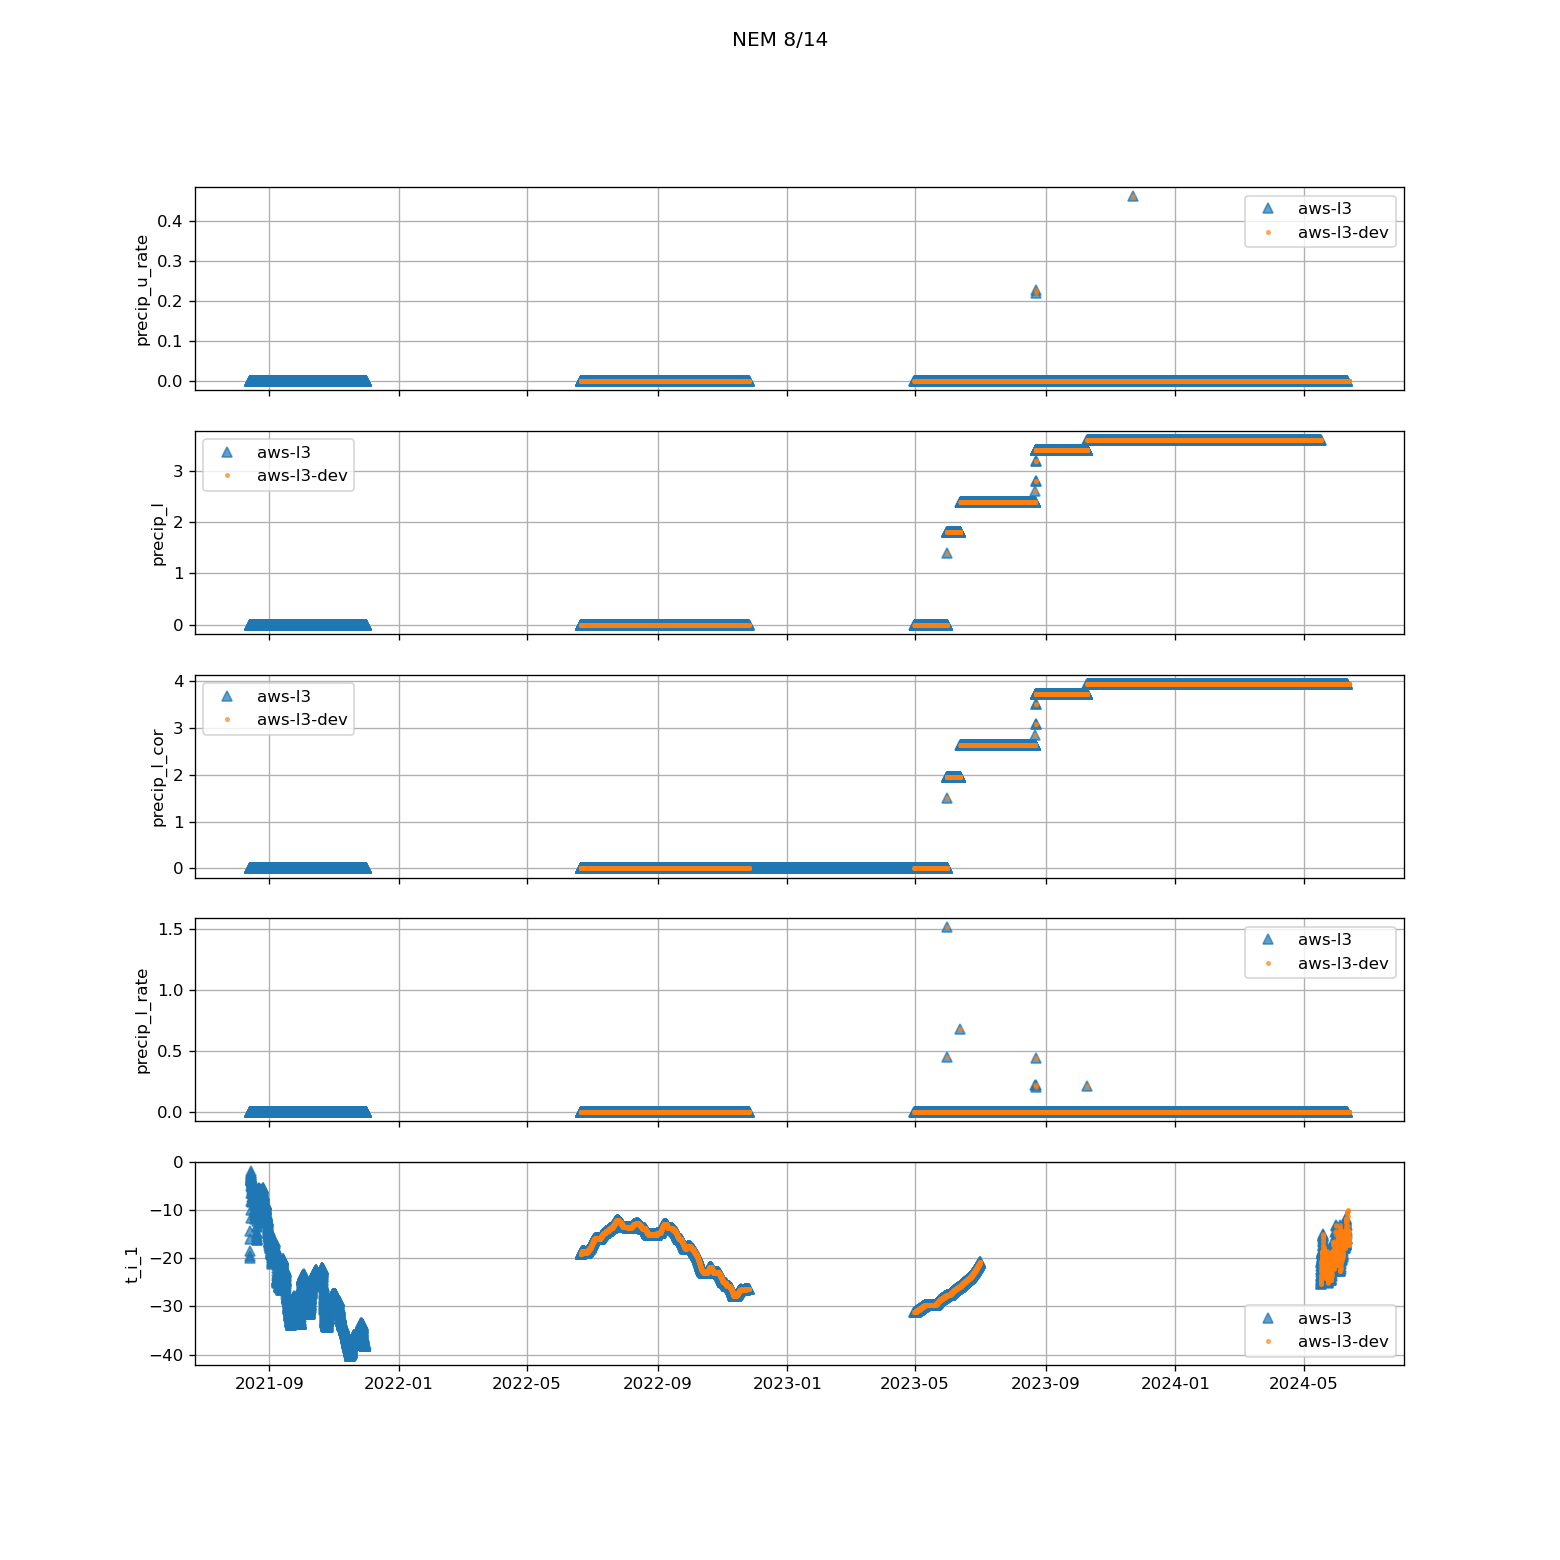 NEM 8/14
precip_u_rate
0.4
0.3
0.2
0.1
0.0
aws-l3
aws-l3-dev
precip_l
3
2
1
0
aws-l3
aws-l3-dev
precip_l_cor
4
3
2
1
0
aws-l3
aws-l3-dev
precip_l_rate
1.5
1.0
0.5
0.0
aws-l3
aws-l3-dev
t_i_1
0
−10
−20
−30
−40
aws-l3
aws-l3-dev
2021-09 2022-01 2022-05 2022-09 2023-01 2023-05 2023-09 2024-01 2024-05